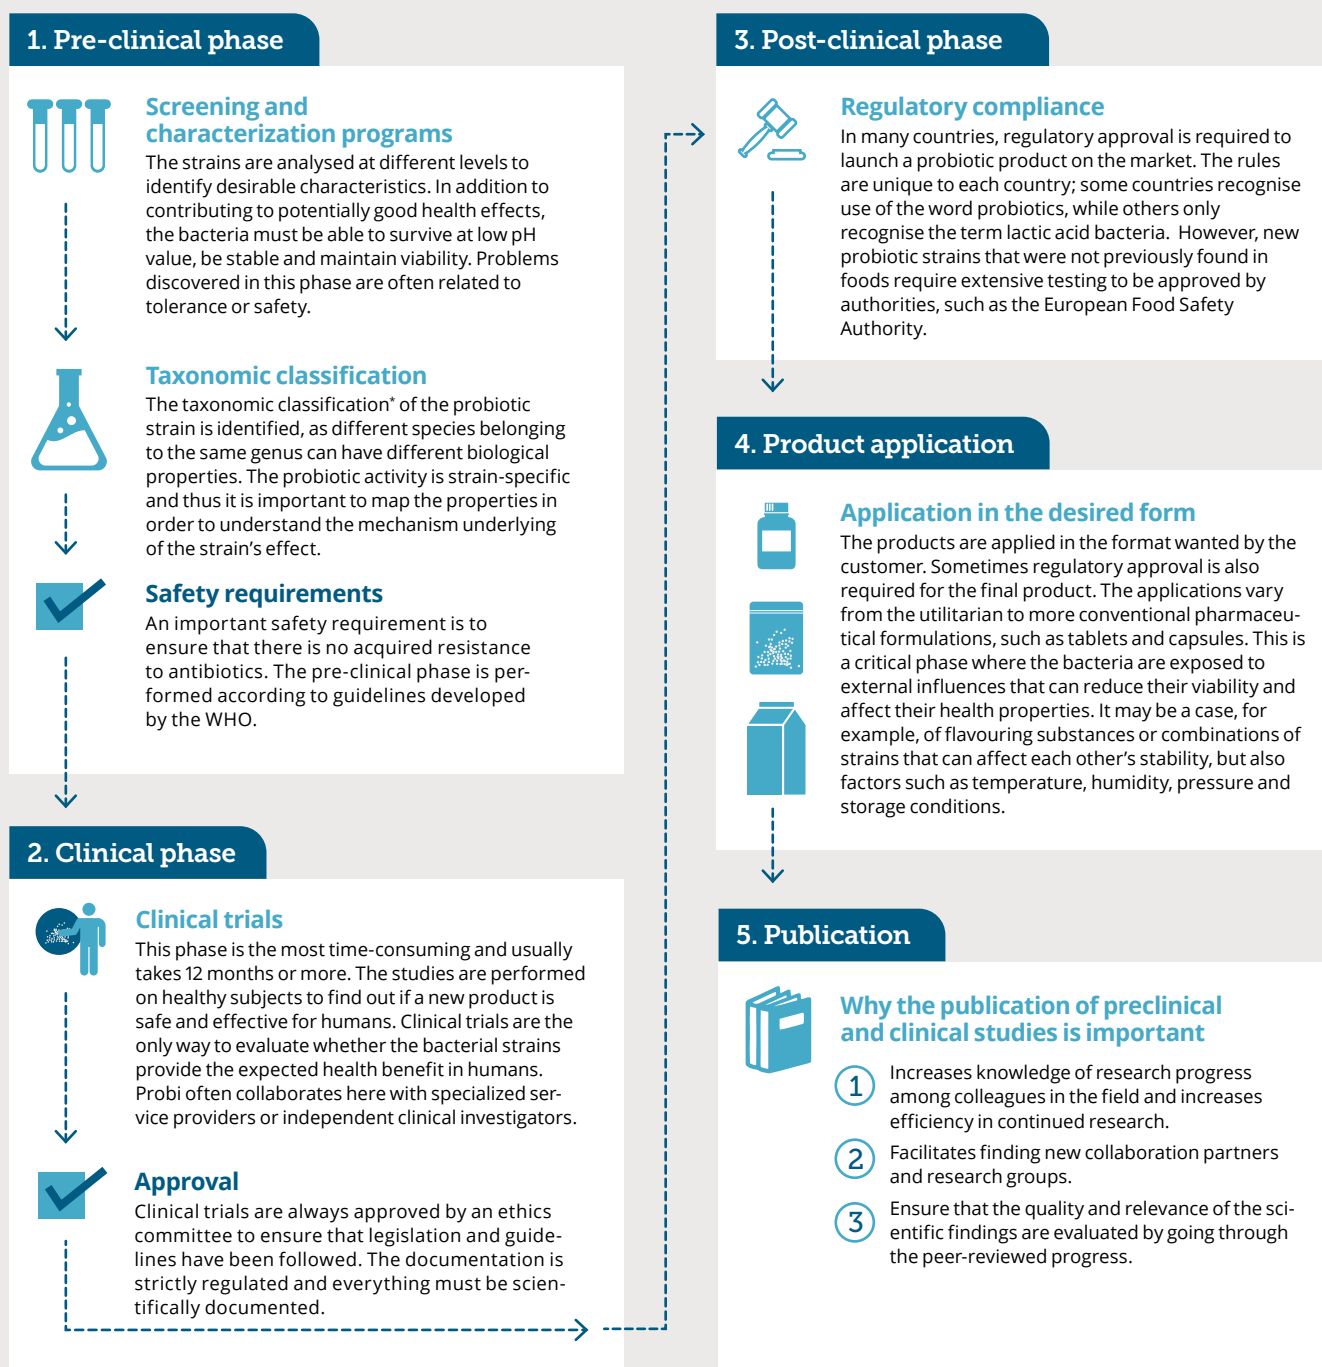 1. Pre-clinical phase
Screening and
characterization programs
The strains are analysed at different levels to
identify desirable characteristics. In addition to
contributing to potentially good health effects,
the bacteria must be able to survive at low pH
value, be stable and maintain viability. Problems
discovered in this phase are often related to
tolerance or safety.
Taxonomic classification
The taxonomic classification* of the probiotic
strain is identified, as different species belonging
to the same genus can have different biological
properties. The probiotic activity is strain-specific
and thus it is important to map the properties in
order to understand the mechanism underlying
of the strain's effect.
Safety requirements
An important safety requirement is to
ensure that there is no acquired resistance
to antibiotics. The pre-clinical phase is per-
formed according to guidelines developed
by the WHO.
2. Clinical phase
Clinical trials
This phase is the most time-consuming and usually
takes 12 months or more. The studies are performed
on healthy subjects to find out if a new product is
safe and effective for humans. Clinical trials are the
only way to evaluate whether the bacterial strains
provide the expected health benefit in humans.
Probi often collaborates here with specialized ser-
vice providers or independent clinical investigators.
Approval
Clinical trials are always approved by an ethics
committee to ensure that legislation and guide-
lines have been followed. The documentation is
strictly regulated and everything must be scien-
tifically documented.
3. Post-clinical phase
Regulatory compliance
In many countries, regulatory approval is required to
launch a probiotic product on the market. The rules
are unique to each country; some countries recognise
use of the word probiotics, while others only
recognise the term lactic acid bacteria. However, new
probiotic strains that were not previously found in
foods require extensive testing to be approved by
authorities, such as the European Food Safety
Authority.
4. Product application
Application in the desired form
The products are applied in the format wanted by the
customer. Sometimes regulatory approval is also
required for the final product. The applications vary
from the utilitarian to more conventional pharmaceu-
tical formulations, such as tablets and capsules. This is
a critical phase where the bacteria are exposed to
external influences that can reduce their viability and
affect their health properties. It may be a case, for
example, of flavouring substances or combinations of
strains that can affect each other's stability, but also
factors such as temperature, humidity, pressure and
storage conditions.
5. Publication
Why the publication of preclinical
and clinical studies is important
1 Increases knowledge of research progress
among colleagues in the field and increases
efficiency in continued research.
2 Facilitates finding new collaboration partners
and research groups.
3 Ensure that the quality and relevance of the sci-
entific findings are evaluated by going through
the peer-reviewed progress.